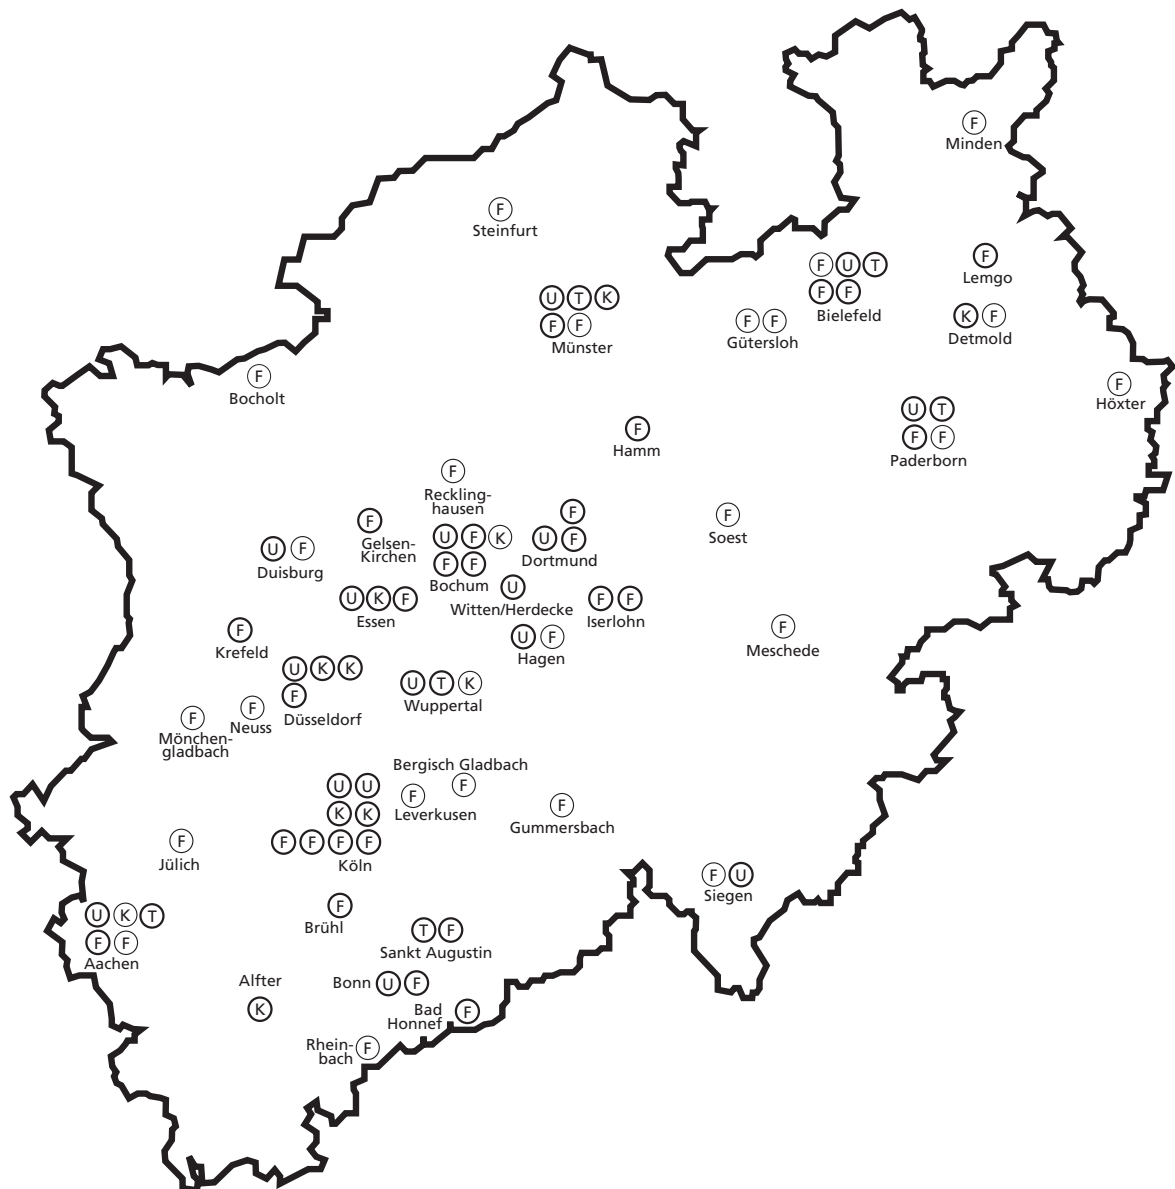 F
Minden
F
Steinfurt
F
Lemgo
F U T
F F
Bielefeld
U T K
F F
Münster
F F
Gütersloh
K F
Detmold
F
Bocholt
F
Höxter
U T
F F
Paderborn
F
Hamm
F
Reckling-
hausen
F
Gelsen-
Kirchen
U F K
F F
Bochum
F
U F
Dortmund
F
Soest
U F
Duisburg
U
Witten/Herdecke
U K F
Essen
F F
Iserlohn
F
Krefeld
U F
Hagen
F
Meschede
U K K
F
Düsseldorf
U T K
Wuppertal
F
Neuss
F
Mönchen-
gladbach
Bergisch Gladbach
F
F
Leverkusen
U U
K K
F F F F
Köln
F
Gummersbach
F
Jülich
F U
Siegen
F
Brühl
U K T
F F
Aachen
T F
Sankt Augustin
Alfter
K
Bonn U F
Bad
Honnef
F
Rhein-
bach
F